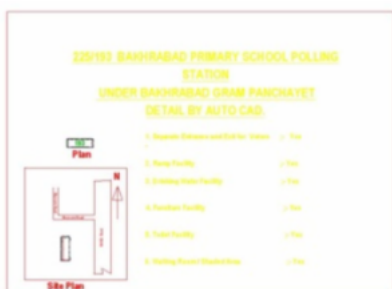 225/193 BAKHRABAD PRIMARY SCHOOL POLLING
STATION
UNDER BAKHRABAD GRAM PANCHAYET
DETAIL BY AUTO CAD.
1. Separate Entrance and Exit for Voters :- Yes
2. Ramp Facility :- Yes
3. Drinking Water Facility :- Yes
4. Furniture Facility :- Yes
5. Toilet Facility :- Yes
6. Waiting Room / Shaded Area :- Yes
Plan
N
Site Plan